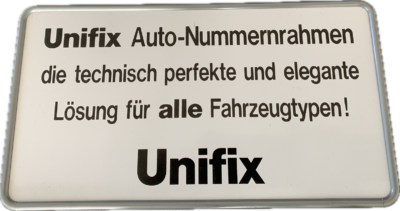 Unifix Auto-Nummernrahmen
die technisch perfekte und elegante
Lösung für alle Fahrzeugtypen!
Unifix